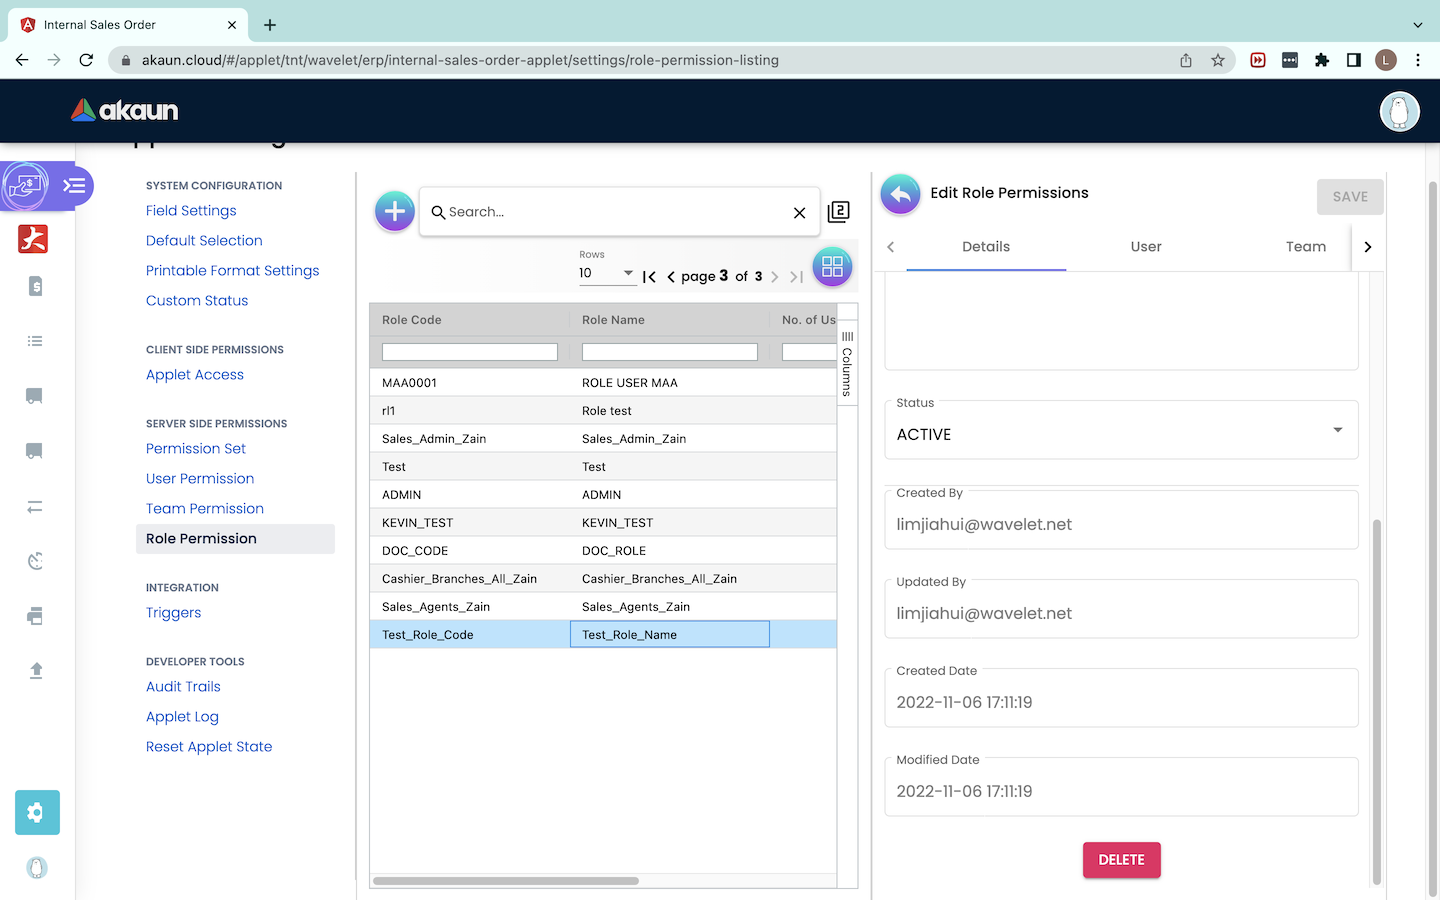 Internal Sales Order
akaun.cloud/#/applet/tnt/wavelet/erp/internal-sales-order-applet/settings/role-permission-listing
L
akaun
SYSTEM CONFIGURATION
Field Settings
Default Selection
Printable Format Settings
Custom Status
CLIENT SIDE PERMISSIONS
Applet Access
SERVER SIDE PERMISSIONS
Permission Set
User Permission
Team Permission
Role Permission
INTEGRATION
Triggers
DEVELOPER TOOLS
Audit Trails
Applet Log
Reset Applet State
Search...
2
Rows
10
page 3 of 3
Role Code Role Name No. of Us
Columns
MAA0001 ROLE USER MAA
rl1 Role test
Sales_Admin_Zain Sales_Admin_Zain
Test Test
ADMIN ADMIN
KEVIN_TEST KEVIN_TEST
DOC_CODE DOC_ROLE
Cashier_Branches_All_Zain Cashier_Branches_All_Zain
Sales_Agents_Zain Sales_Agents_Zain
Test_Role_Code Test_Role_Name
Edit Role Permissions
SAVE
Details User Team
Status
ACTIVE
Created By
limjiahui@wavelet.net
Updated By
limjiahui@wavelet.net
Created Date
2022-11-06 17:11:19
Modified Date
2022-11-06 17:11:19
DELETE